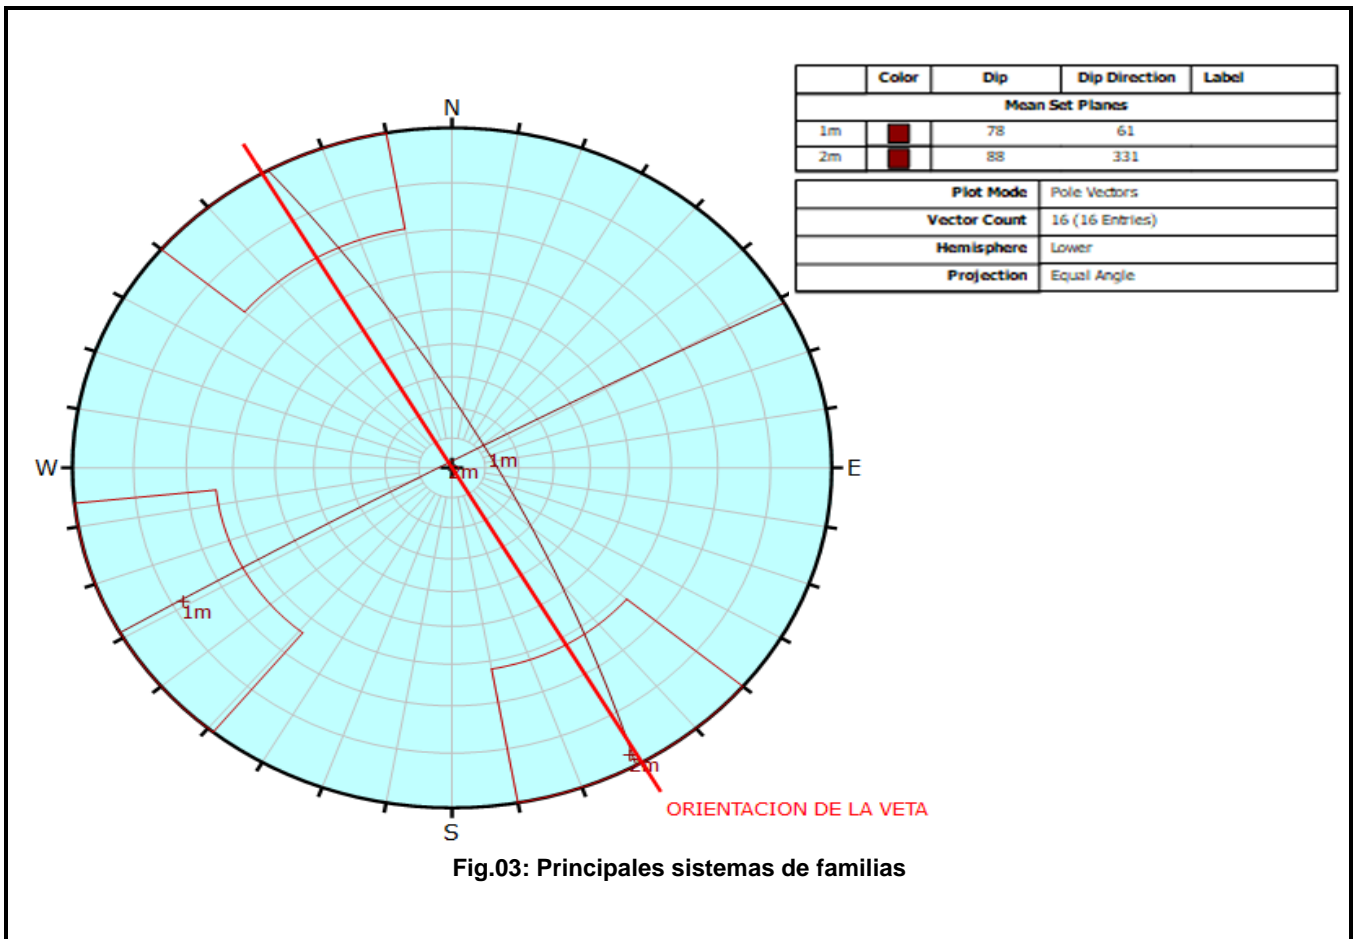 Color Dip Dip Direction Label
Mean Set Planes
1m 78 61
2m 88 331
Plot Mode Pole Vectors
Vector Count 16 (16 Entries)
Hemisphere Lower
Projection Equal Angle
N
W
E
S
1m
2m
1m
2m
ORIENTACION DE LA VETA
Fig.03: Principales sistemas de familias